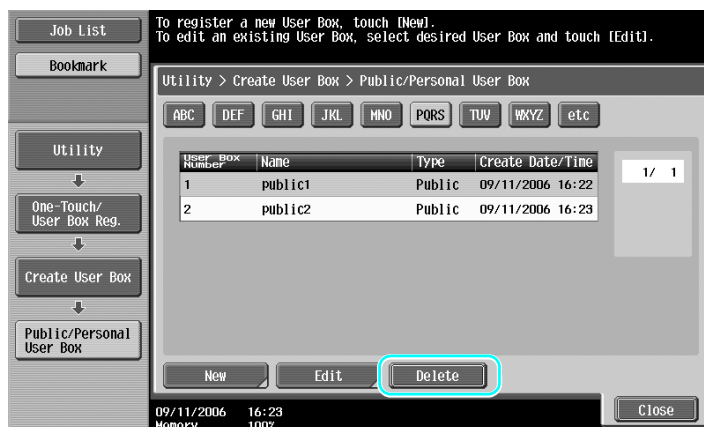 Job List
Bookmark
To register a new User Box, touch [New].
To edit an existing User Box, select desired User Box and touch [Edit].
Utility > Create User Box > Public/Personal User Box
ABC DEF GHI JKL MNO PQRS TUV WXYZ etc
Utility
One-Touch/
User Box Reg.
Create User Box
Public/Personal
User Box
User Box
Number Name Type Create Date/Time
1 public1 Public 09/11/2006 16:22
2 public2 Public 09/11/2006 16:23
1/ 1
New Edit Delete
Close
09/11/2006 16:23
Memory 100%